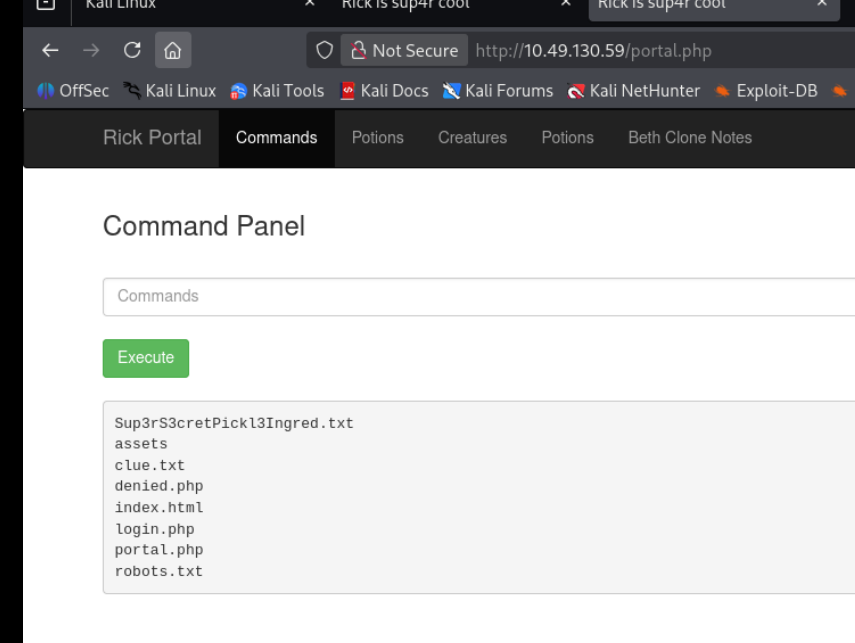 Kali Linux × Rick is sup4r cool × Rick is sup4r cool ×
Not Secure http://10.49.130.59/portal.php
OffSec Kali Linux Kali Tools Kali Docs Kali Forums Kali NetHunter Exploit-DB
Rick Portal Commands Potions Creatures Potions Beth Clone Notes
Command Panel
Commands
Execute
Sup3rS3cretPickl3Ingred.txt
assets
clue.txt
denied.php
index.html
login.php
portal.php
robots.txt